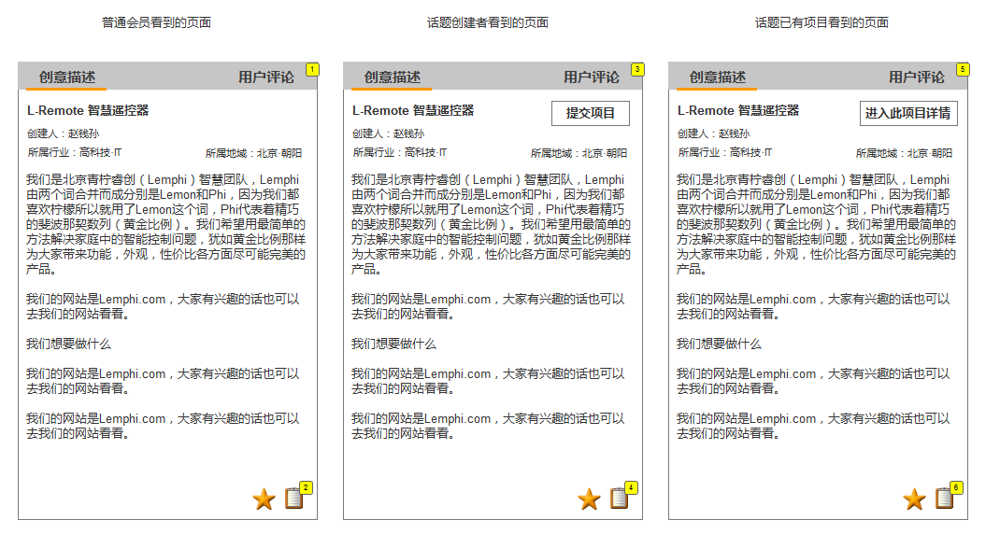 普通会员看到的页面
话题创建者看到的页面
话题已有项目看到的页面
创意描述
用户评论
1
L-Remote 智慧遥控器
创建人：赵钱孙
所属行业：高科技·IT
所属地域：北京·朝阳
我们是北京青柠睿创（Lemphi）智慧团队，Lemphi
由两个词合并而成分别是Lemon和Phi，因为我们都
喜欢柠檬所以就用了Lemon这个词，Phi代表着精巧
的斐波那契数列（黄金比例）。我们希望用最简单的
方法解决家庭中的智能控制问题，犹如黄金比例那样
为大家带来功能，外观，性价比各方面尽可能完美的
产品。
我们的网站是Lemphi.com，大家有兴趣的话也可以
去我们的网站看看。
我们想要做什么
我们的网站是Lemphi.com，大家有兴趣的话也可以
去我们的网站看看。
我们的网站是Lemphi.com，大家有兴趣的话也可以
去我们的网站看看。
2
创意描述
用户评论
3
L-Remote 智慧遥控器
提交项目
创建人：赵钱孙
所属行业：高科技·IT
所属地域：北京·朝阳
我们是北京青柠睿创（Lemphi）智慧团队，Lemphi
由两个词合并而成分别是Lemon和Phi，因为我们都
喜欢柠檬所以就用了Lemon这个词，Phi代表着精巧
的斐波那契数列（黄金比例）。我们希望用最简单的
方法解决家庭中的智能控制问题，犹如黄金比例那样
为大家带来功能，外观，性价比各方面尽可能完美的
产品。
我们的网站是Lemphi.com，大家有兴趣的话也可以
去我们的网站看看。
我们想要做什么
我们的网站是Lemphi.com，大家有兴趣的话也可以
去我们的网站看看。
我们的网站是Lemphi.com，大家有兴趣的话也可以
去我们的网站看看。
4
创意描述
用户评论
5
L-Remote 智慧遥控器
进入此项目详情
创建人：赵钱孙
所属行业：高科技·IT
所属地域：北京·朝阳
我们是北京青柠睿创（Lemphi）智慧团队，Lemphi
由两个词合并而成分别是Lemon和Phi，因为我们都
喜欢柠檬所以就用了Lemon这个词，Phi代表着精巧
的斐波那契数列（黄金比例）。我们希望用最简单的
方法解决家庭中的智能控制问题，犹如黄金比例那样
为大家带来功能，外观，性价比各方面尽可能完美的
产品。
我们的网站是Lemphi.com，大家有兴趣的话也可以
去我们的网站看看。
我们想要做什么
我们的网站是Lemphi.com，大家有兴趣的话也可以
去我们的网站看看。
我们的网站是Lemphi.com，大家有兴趣的话也可以
去我们的网站看看。
6